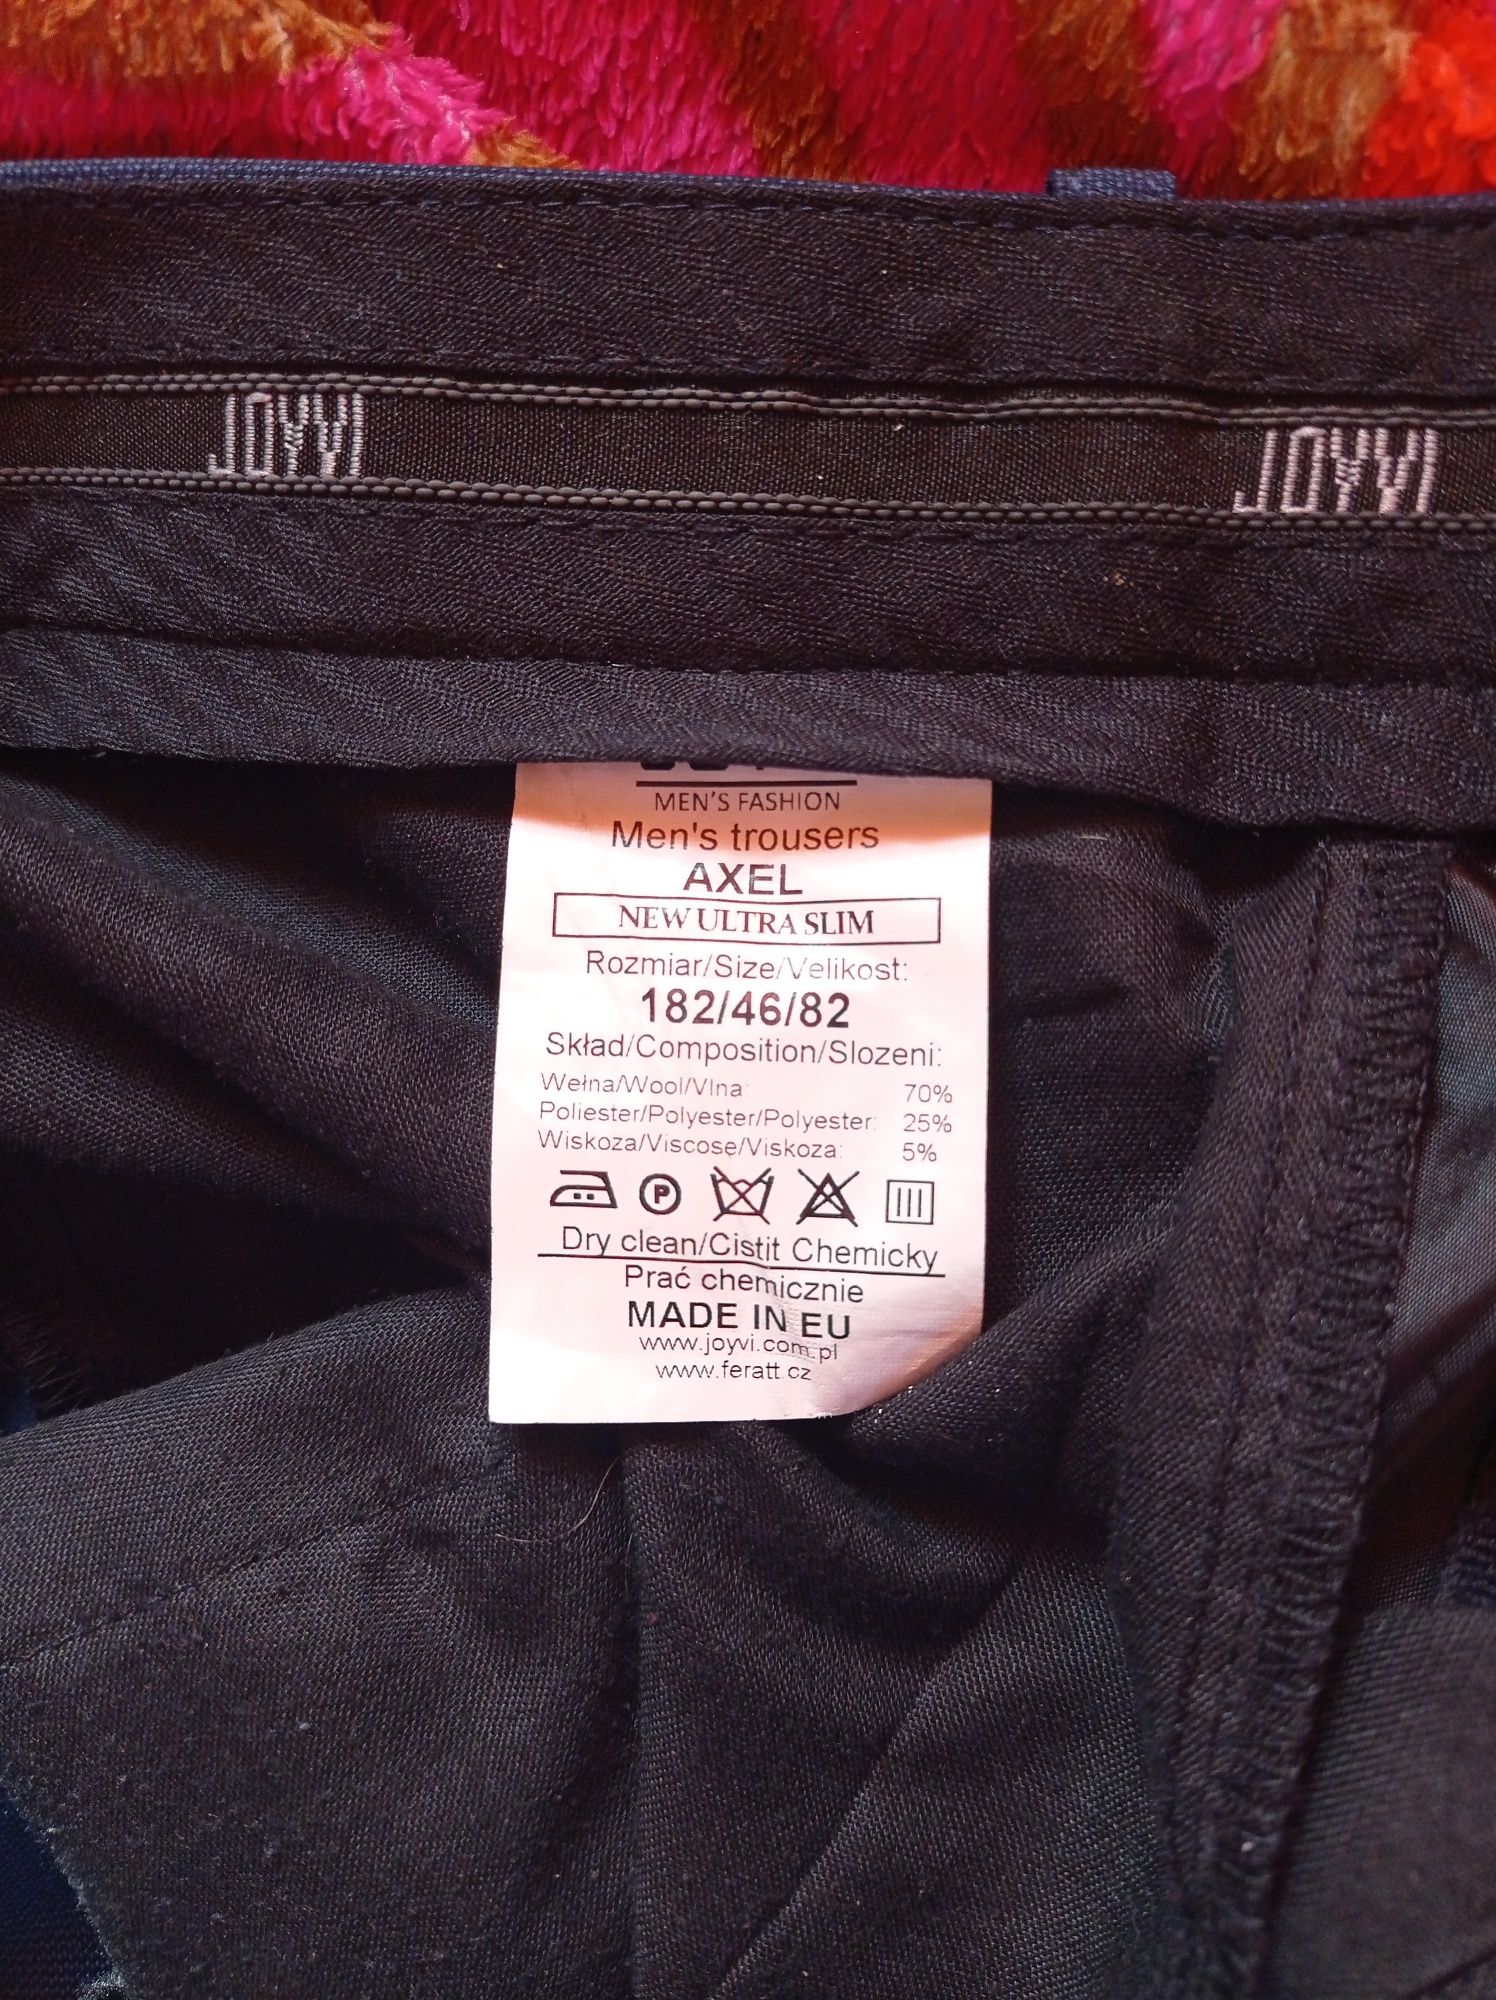 JOYVI JOYVI
MEN'S FASHION
Men's trousers
AXEL
NEW ULTRA SLIM
Rozmiar/Size/Velikost:
182/46/82
Skład/Composition/Slozeni:
Wełna/Wool/Vlna: 70%
Poliester/Polyester/Polyester: 25%
Wiskoza/Viscose/Viskoza: 5%
P
Dry clean/Cistit Chemicky
Prać chemicznie
MADE IN EU
www.joyvi.com.pl
www.feratt.cz